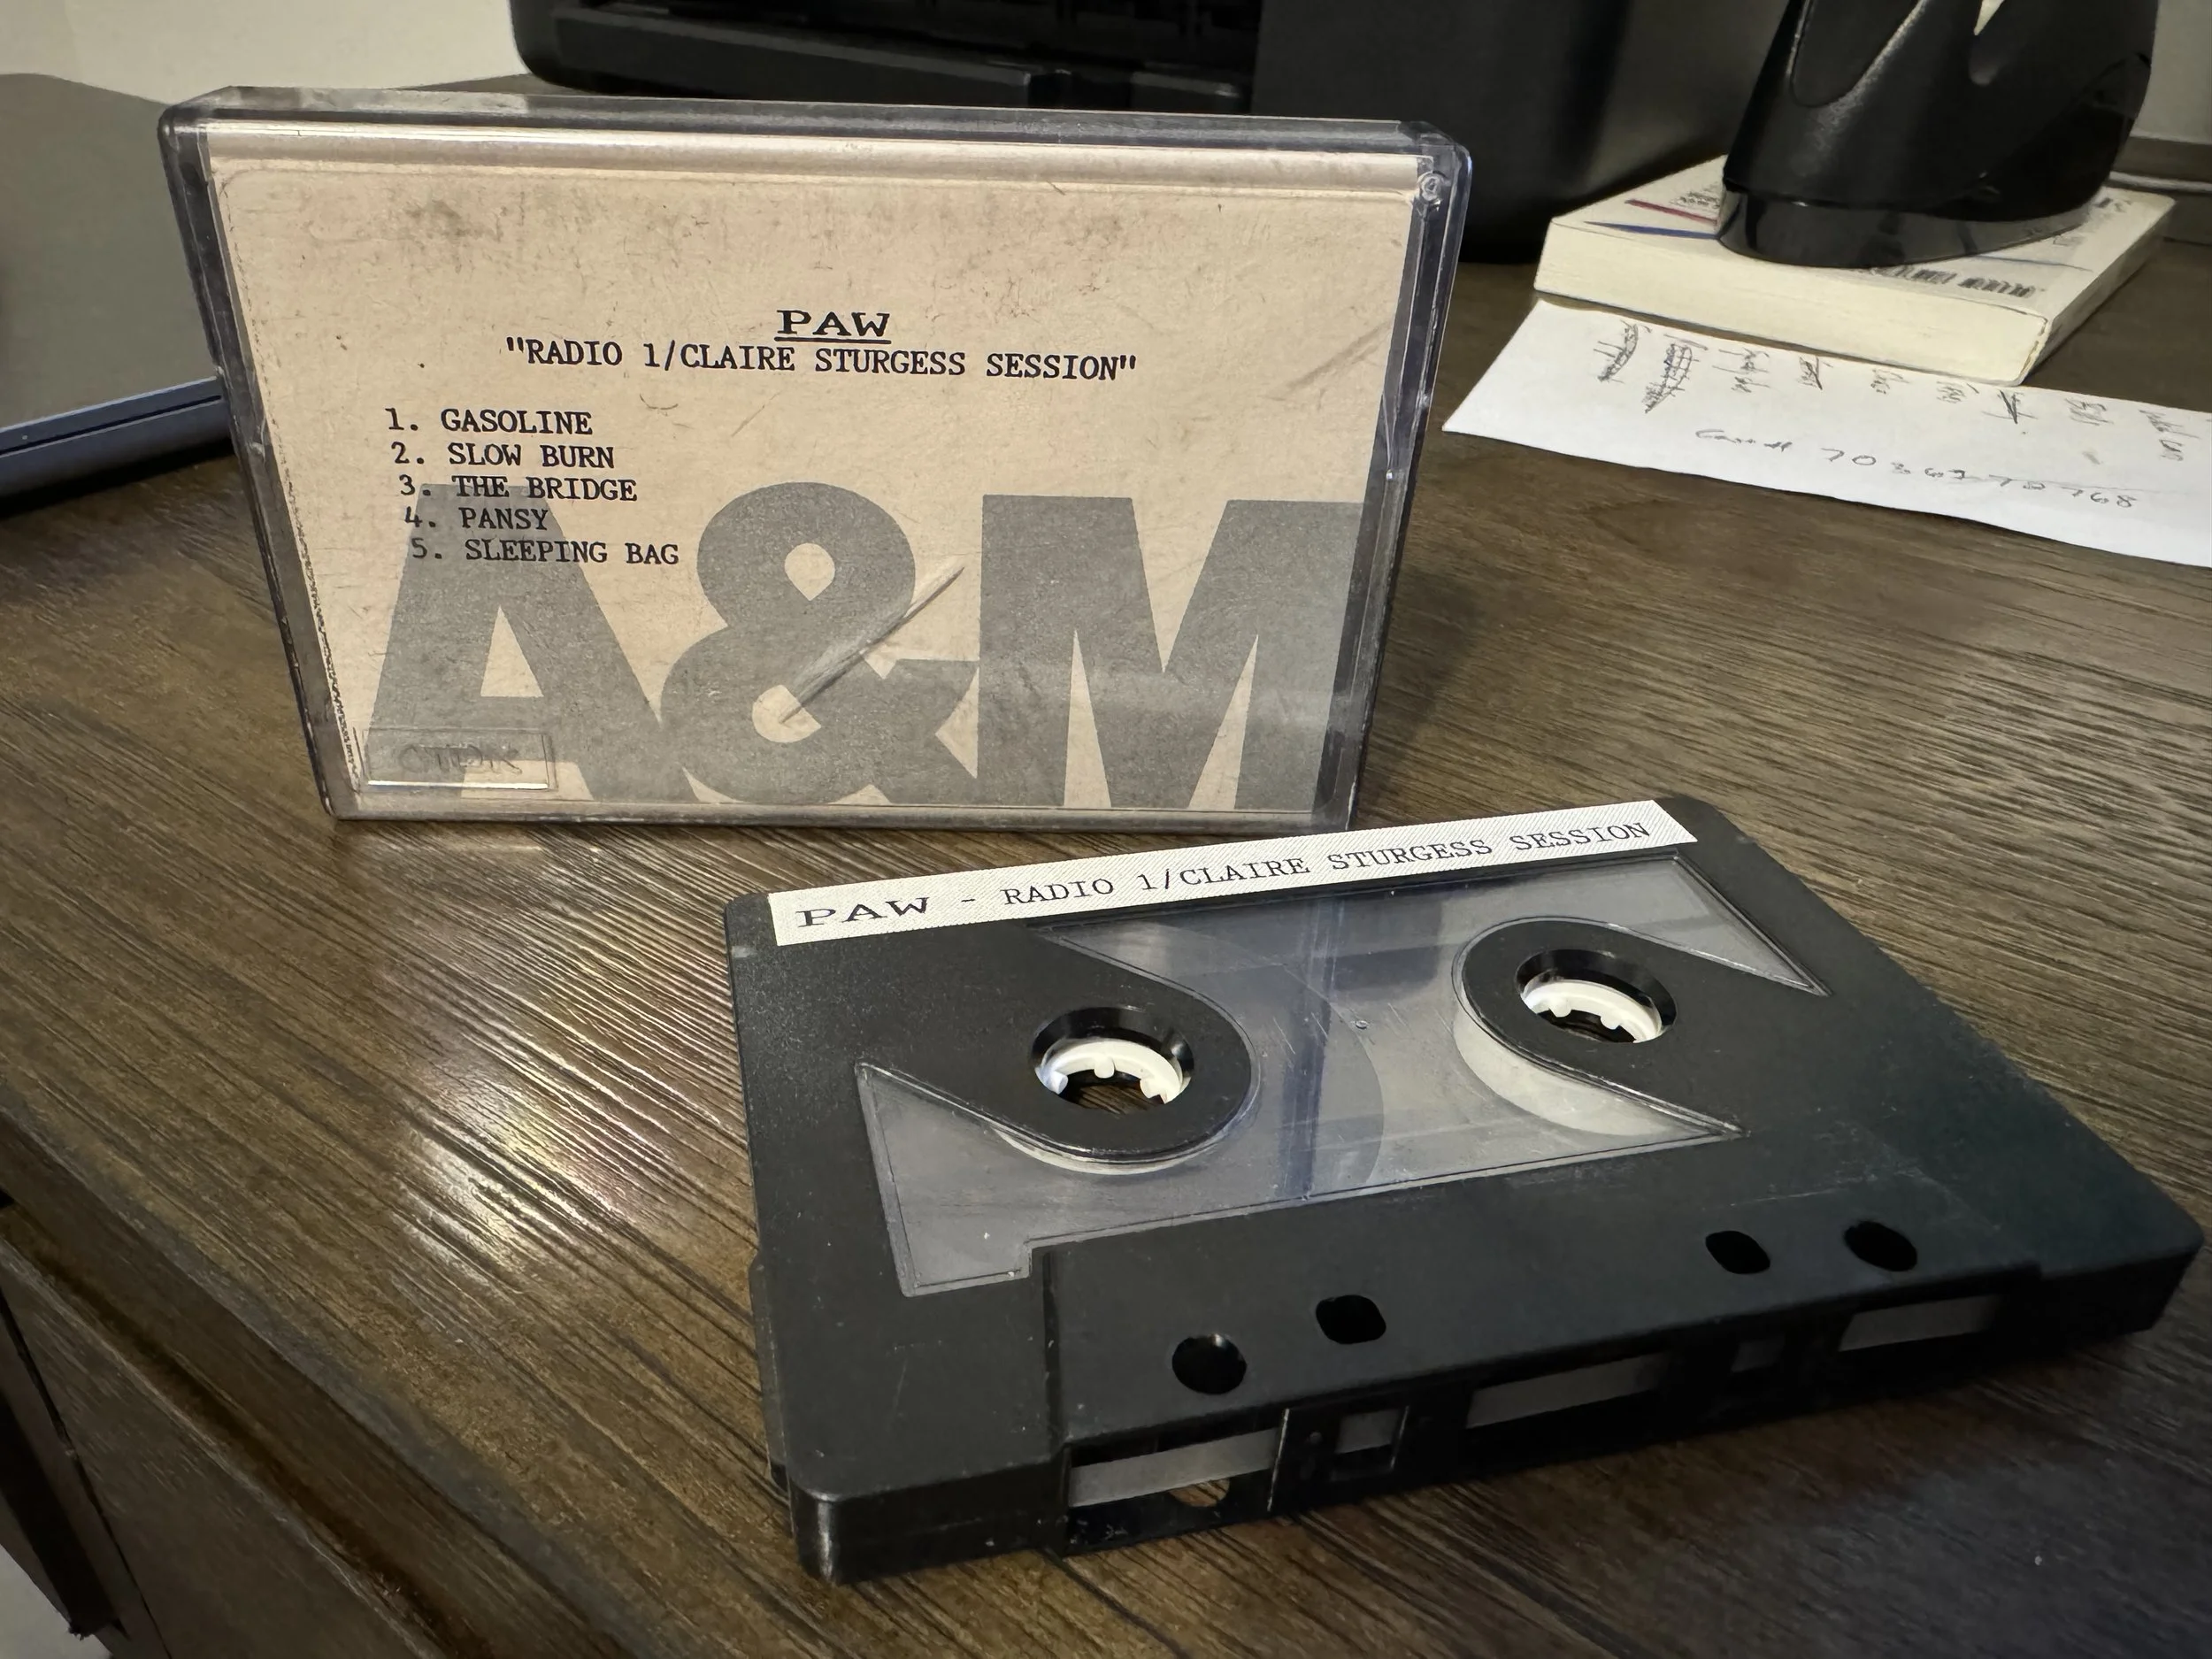 PAW
"RADIO 1/CLAIRE STURGESS SESSION"
1. GASOLINE
2. SLOW BURN
3. THE BRIDGE
4. PANSY
5. SLEEPING BAG
A&M
PAW - RADIO 1/CLAIRE STURGESS SESSION